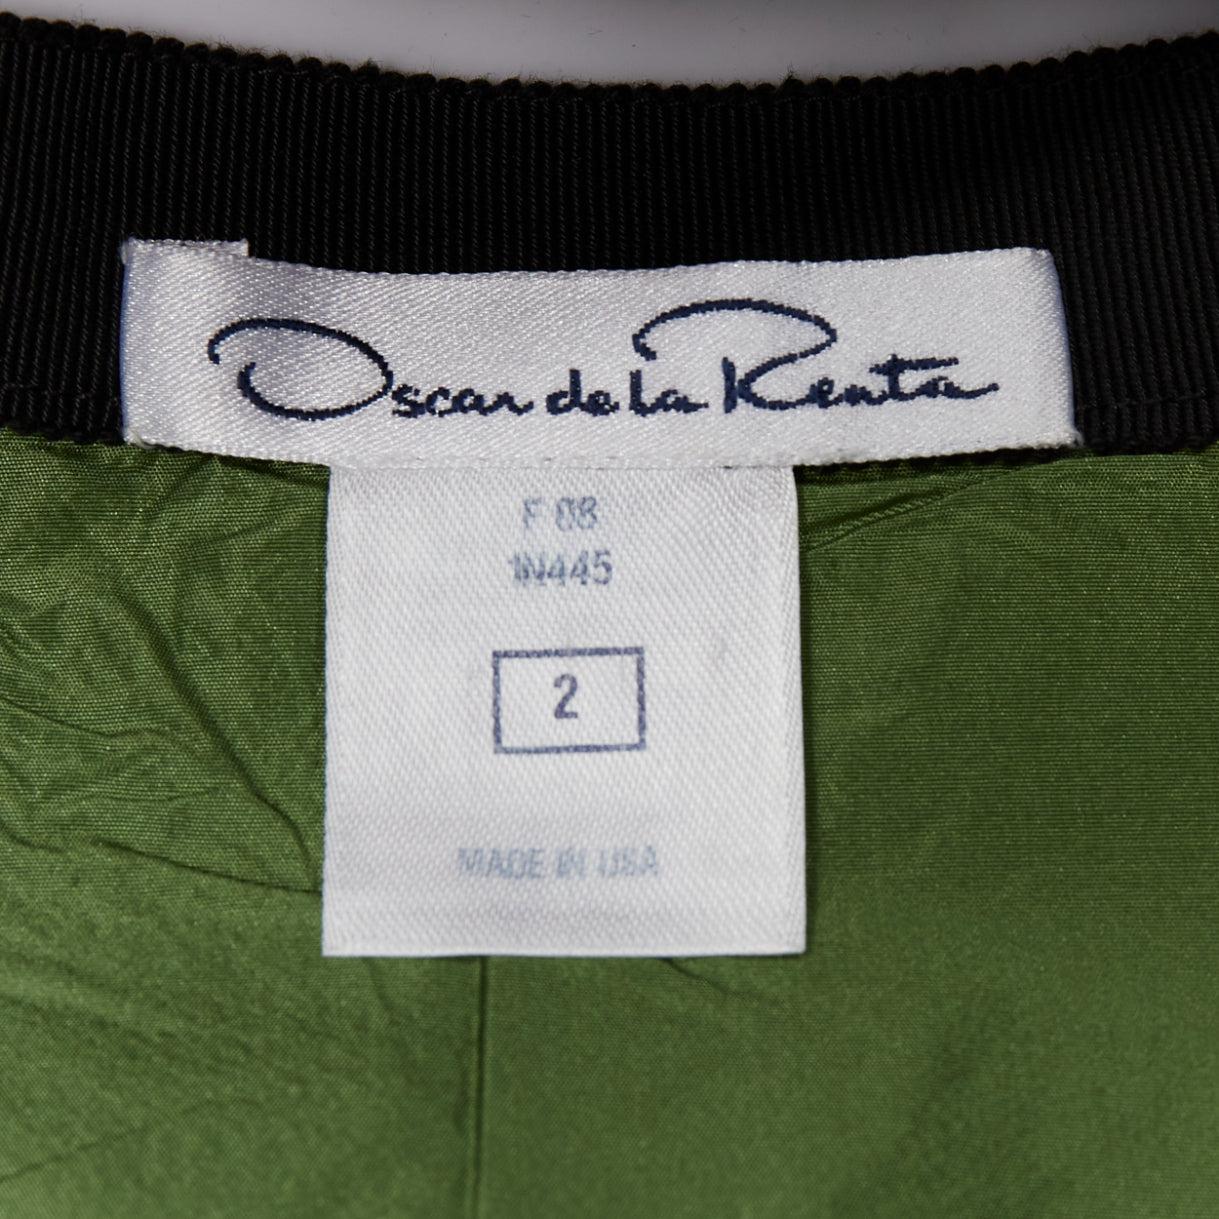 Oscar de la Renta
F 08
1N445
2
MADE IN USA